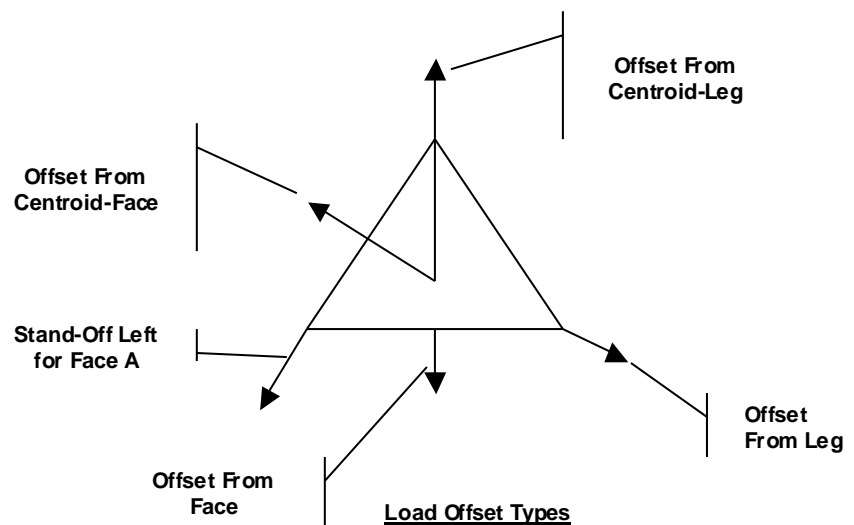 Offset From
Centroid-Leg
Offset From
Centroid-Face
Stand-Off Left
for Face A
Offset
From Leg
Offset From
Face
Load Offset Types